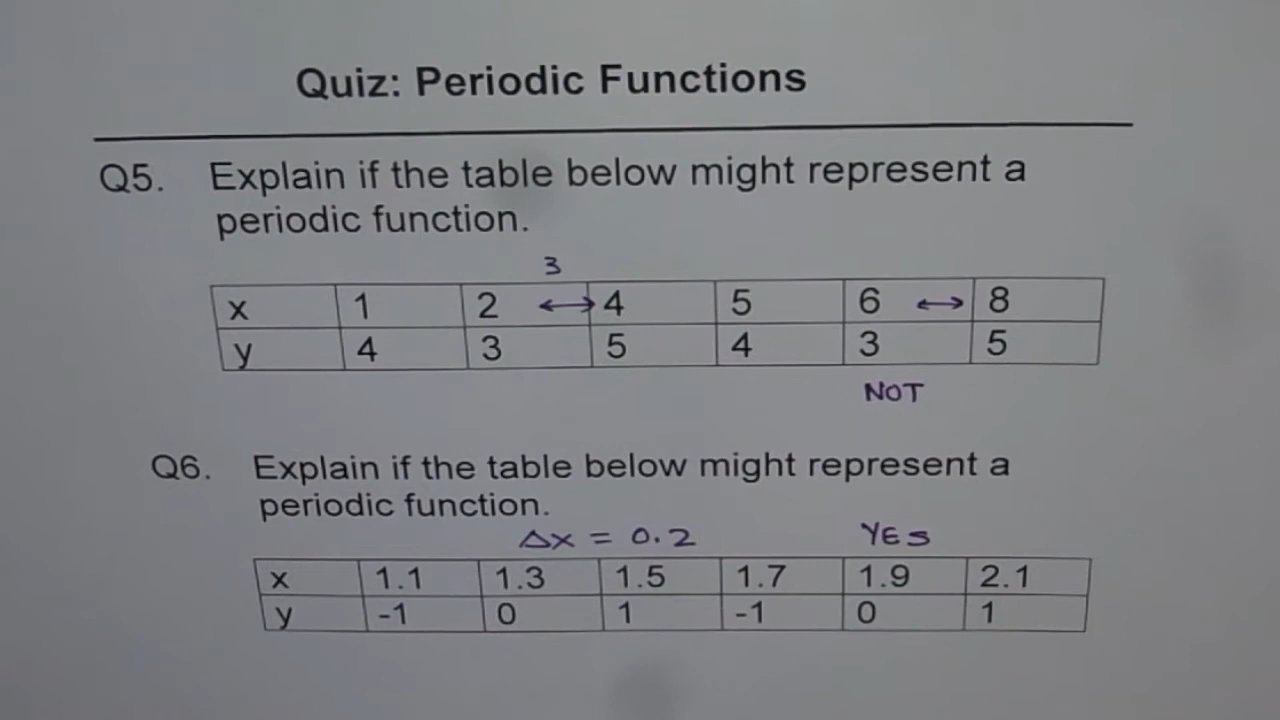 Quiz: Periodic Functions
Q5. Explain if the table below might represent a
periodic function.
3
x 1 2 ↔ 4 5 6 ↔ 8
y 4 3 5 4 3 5
NOT
Q6. Explain if the table below might represent a
periodic function.
Δx = 0.2 YES
x 1.1 1.3 1.5 1.7 1.9 2.1
y -1 0 1 -1 0 1